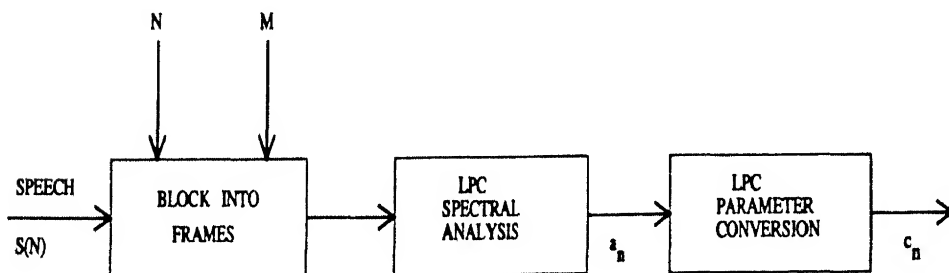 N M
SPEECH
S(N)
BLOCK INTO
FRAMES
LPC
SPECTRAL
ANALYSIS
a_n
LPC
PARAMETER
CONVERSION
c_n